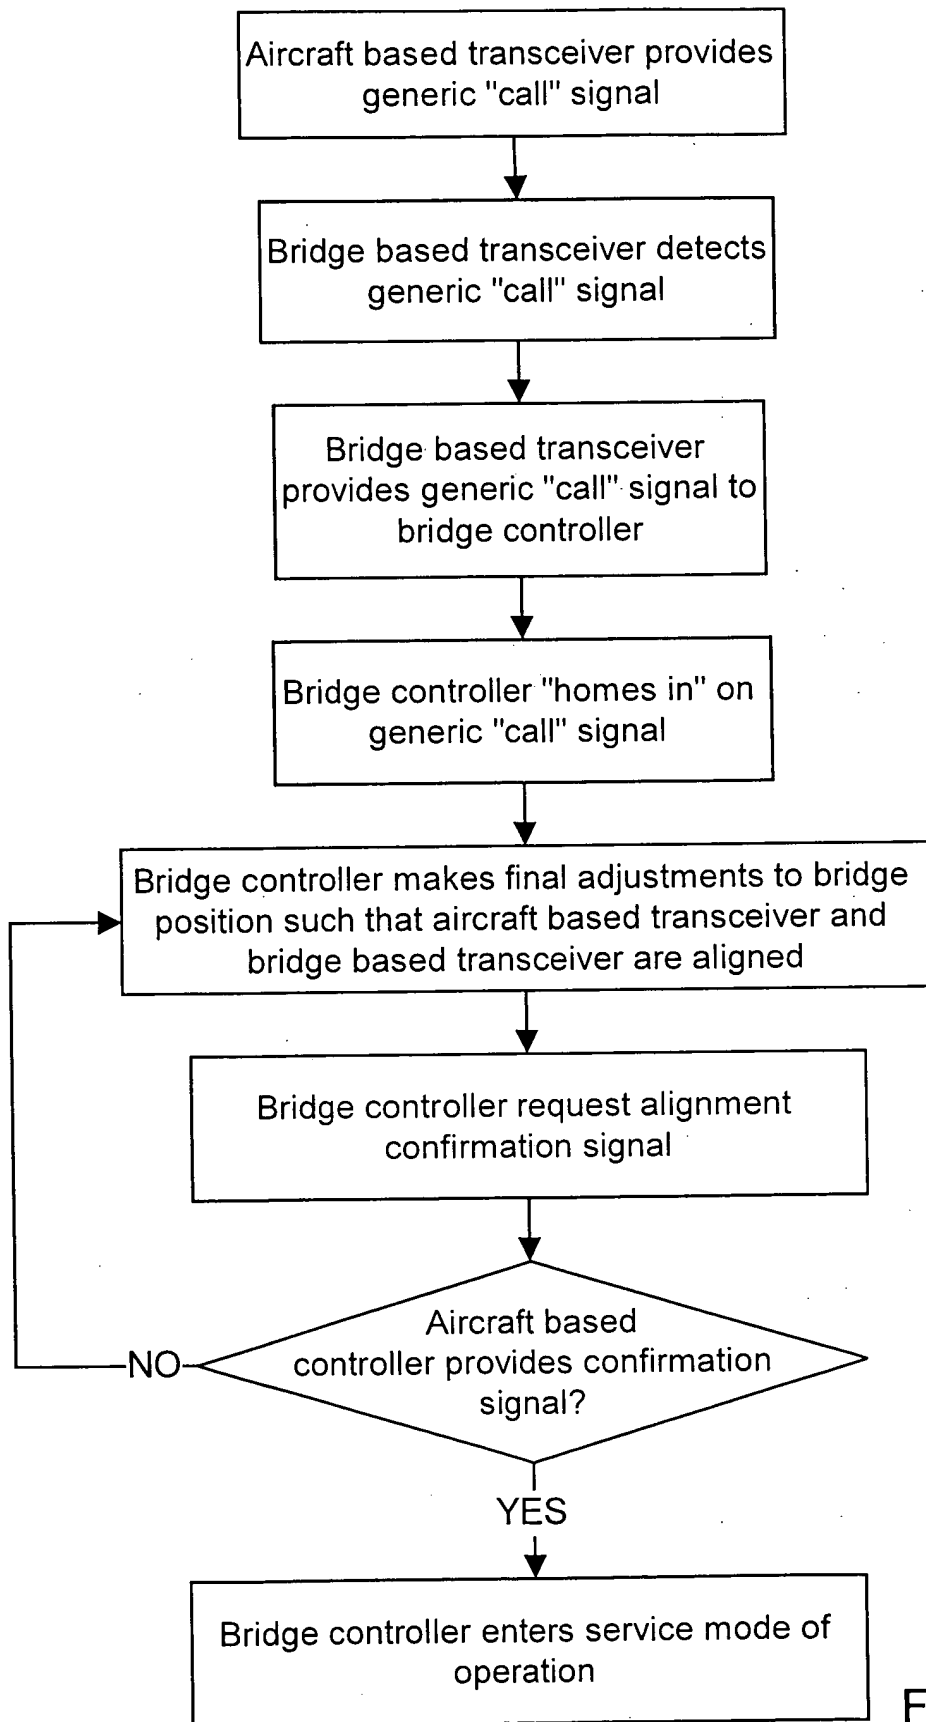 Aircraft based transceiver provides
generic "call" signal
Bridge based transceiver detects
generic "call" signal
Bridge based transceiver
provides generic "call" signal to
bridge controller
Bridge controller "homes in" on
generic "call" signal
Bridge controller makes final adjustments to bridge
position such that aircraft based transceiver and
bridge based transceiver are aligned
Bridge controller request alignment
confirmation signal
Aircraft based
controller provides confirmation
signal?
NO
YES
Bridge controller enters service mode of
operation